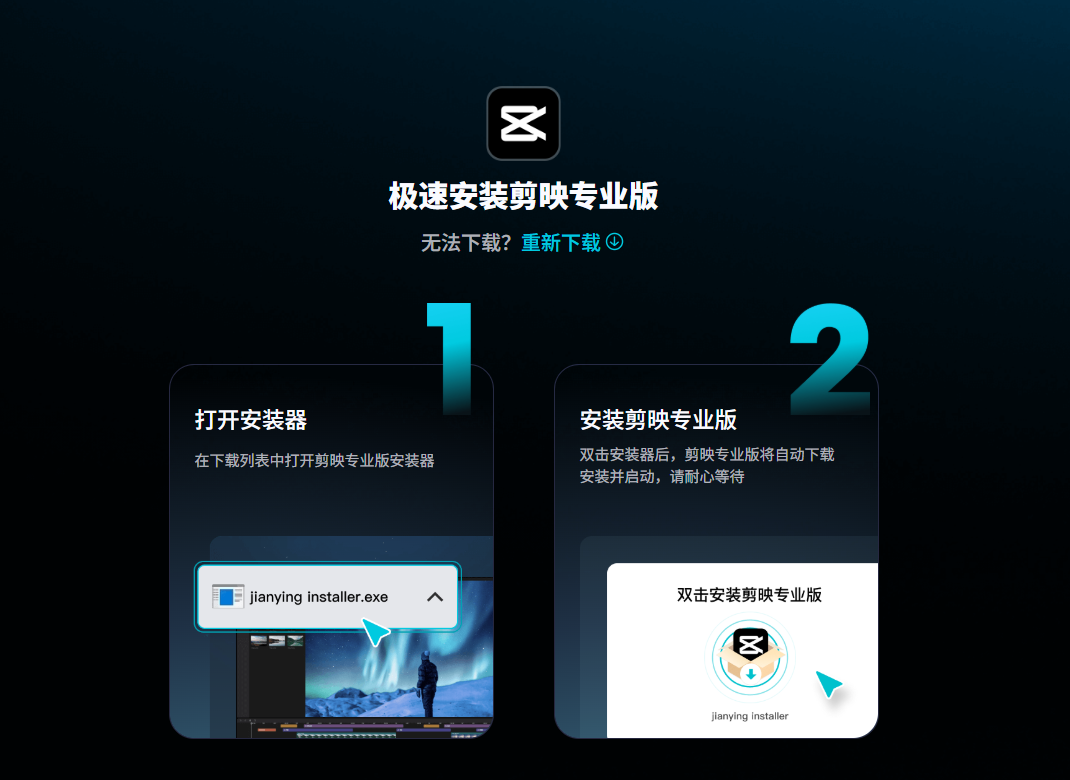 极速安装剪映专业版
无法下载？重新下载
1
打开安装器
在下载列表中打开剪映专业版安装器
jianying installer.exe
2
安装剪映专业版
双击安装器后，剪映专业版将自动下载
安装并启动，请耐心等待
双击安装剪映专业版
jianying installer